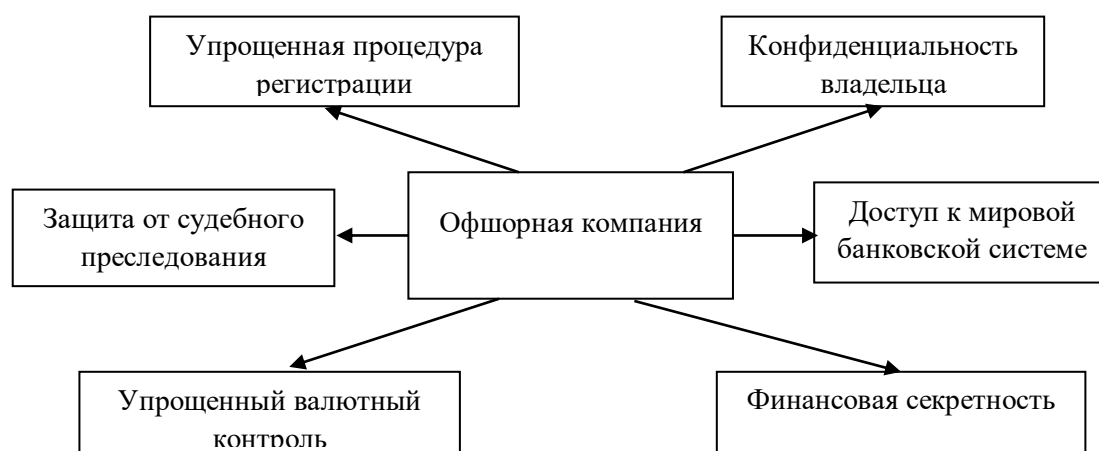 Упрощенная процедура
регистрации
Конфиденциальность
владельца
Защита от судебного
преследования
Офшорная компания
Доступ к мировой
банковской системе
Упрощенный валютный
контроль
Финансовая секретность